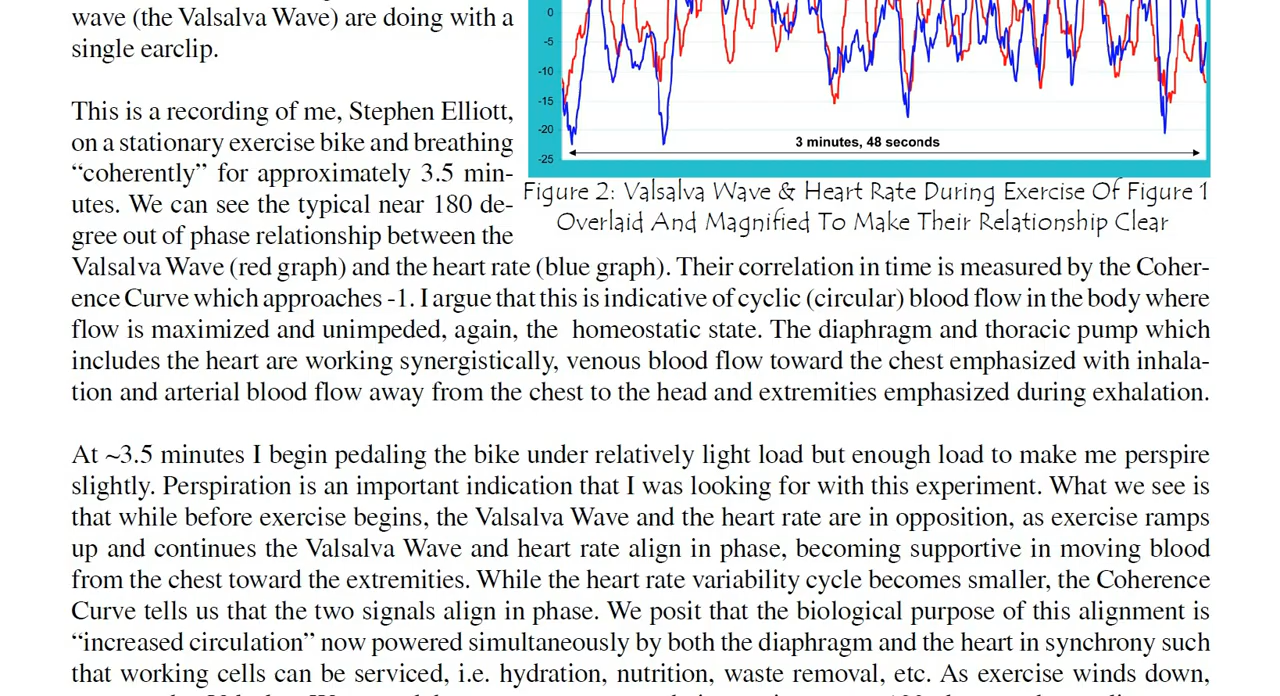 wave (the Valsalva Wave) are doing with a
single earclip.
This is a recording of me, Stephen Elliott,
on a stationary exercise bike and breathing
“coherently” for approximately 3.5 min-
utes. We can see the typical near 180 de-
gree out of phase relationship between the
0
-5
-10
-15
-20
-25
3 minutes, 48 seconds
Figure 2: Valsalva Wave & Heart Rate During Exercise Of Figure 1
Overlaid And Magnified To Make Their Relationship Clear
Valsalva Wave (red graph) and the heart rate (blue graph). Their correlation in time is measured by the Coher-
ence Curve which approaches -1. I argue that this is indicative of cyclic (circular) blood flow in the body where
flow is maximized and unimpeded, again, the homeostatic state. The diaphragm and thoracic pump which
includes the heart are working synergistically, venous blood flow toward the chest emphasized with inhala-
tion and arterial blood flow away from the chest to the head and extremities emphasized during exhalation.
At ~3.5 minutes I begin pedaling the bike under relatively light load but enough load to make me perspire
slightly. Perspiration is an important indication that I was looking for with this experiment. What we see is
that while before exercise begins, the Valsalva Wave and the heart rate are in opposition, as exercise ramps
up and continues the Valsalva Wave and heart rate align in phase, becoming supportive in moving blood
from the chest toward the extremities. While the heart rate variability cycle becomes smaller, the Coherence
Curve tells us that the two signals align in phase. We posit that the biological purpose of this alignment is
“increased circulation” now powered simultaneously by both the diaphragm and the heart in synchrony such
that working cells can be serviced, i.e. hydration, nutrition, waste removal, etc. As exercise winds down,